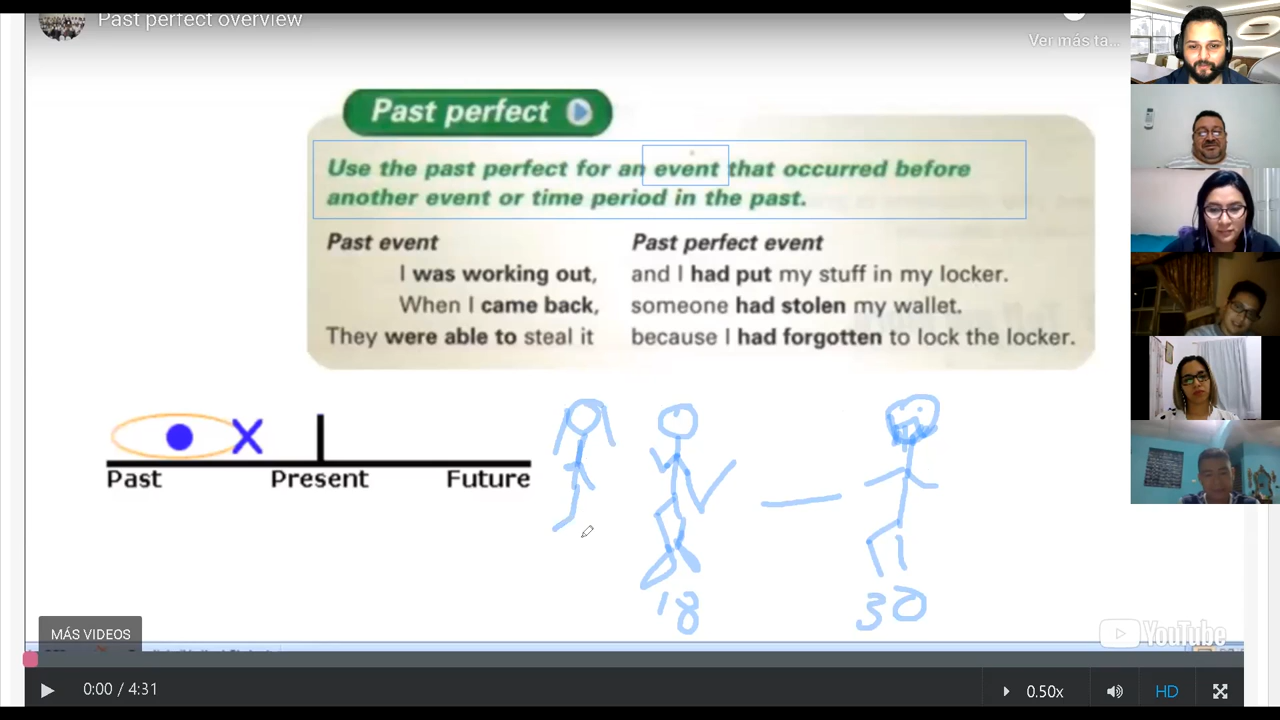 Past perfect overview
Ver más ta...
Past perfect
Use the past perfect for an event that occurred before
another event or time period in the past.
Past event Past perfect event
I was working out, and I had put my stuff in my locker.
When I came back, someone had stolen my wallet.
They were able to steal it because I had forgotten to lock the locker.
Past Present Future
18 30
MÁS VIDEOS
YouTube
0:00 / 4:31 0.50x HD